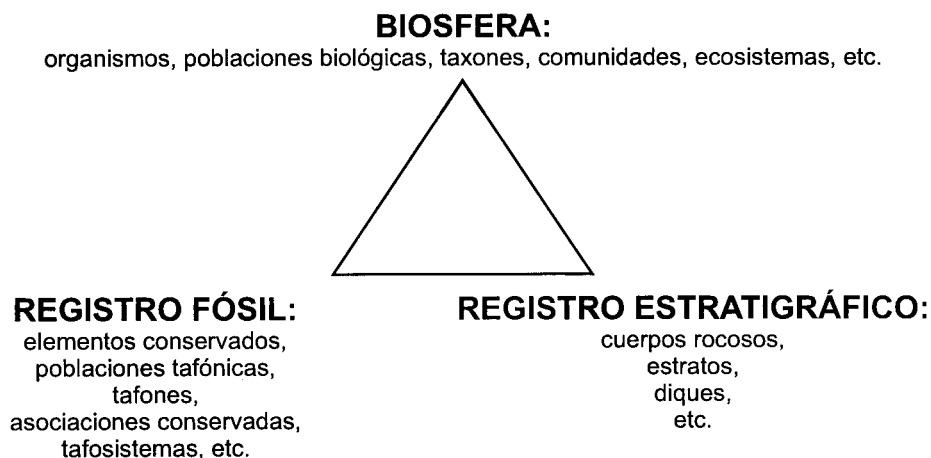 BIOSFERA:
organismos, poblaciones biológicas, taxones, comunidades, ecosistemas, etc.
REGISTRO FÓSIL:
elementos conservados,
poblaciones tafónicas,
tafones,
asociaciones conservadas,
tafosistemas, etc.
REGISTRO ESTRATIGRÁFICO:
cuerpos rocosos,
estratos,
diques,
etc.